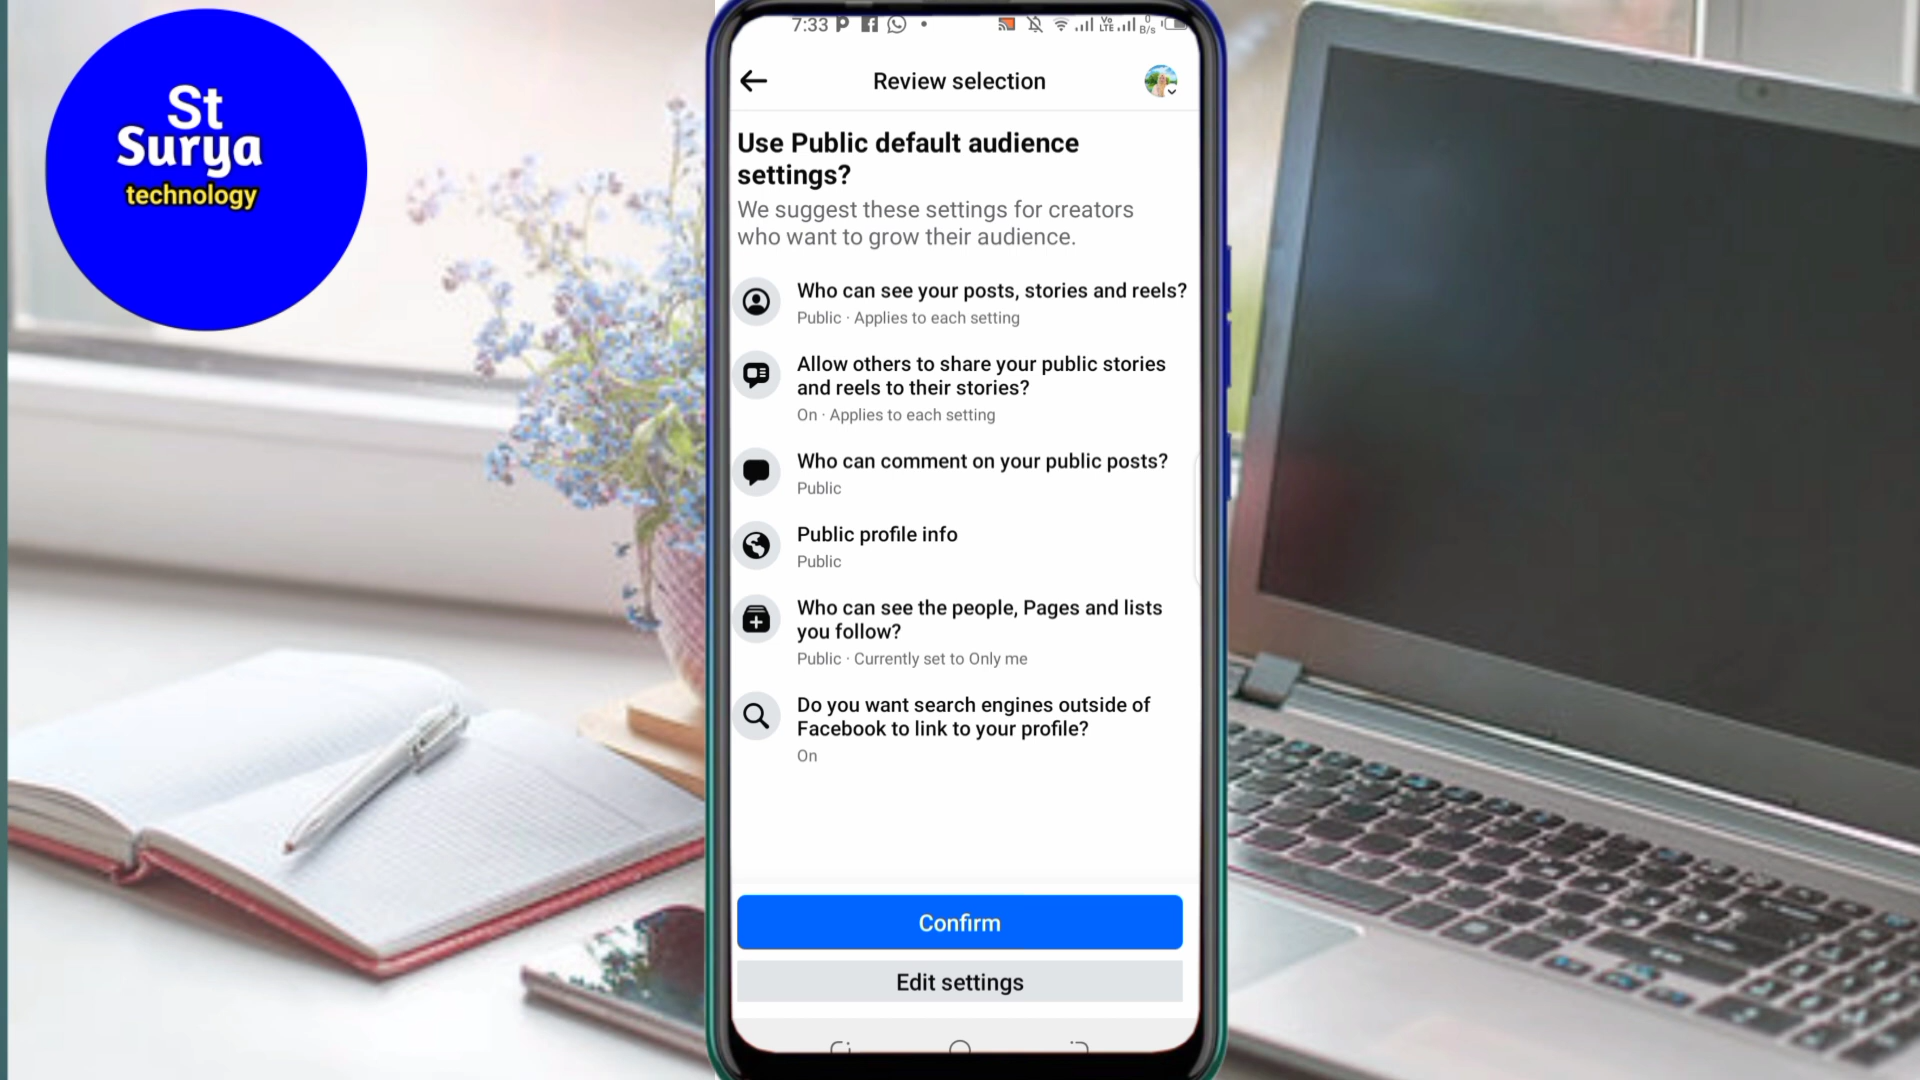 St
Surya
technology
7:33
Vo
LTE
0
B/s
Review selection
Use Public default audience
settings?
We suggest these settings for creators
who want to grow their audience.
Who can see your posts, stories and reels?
Public · Applies to each setting
Allow others to share your public stories
and reels to their stories?
On · Applies to each setting
Who can comment on your public posts?
Public
Public profile info
Public
Who can see the people, Pages and lists
you follow?
Public · Currently set to Only me
Do you want search engines outside of
Facebook to link to your profile?
On
Confirm
Edit settings